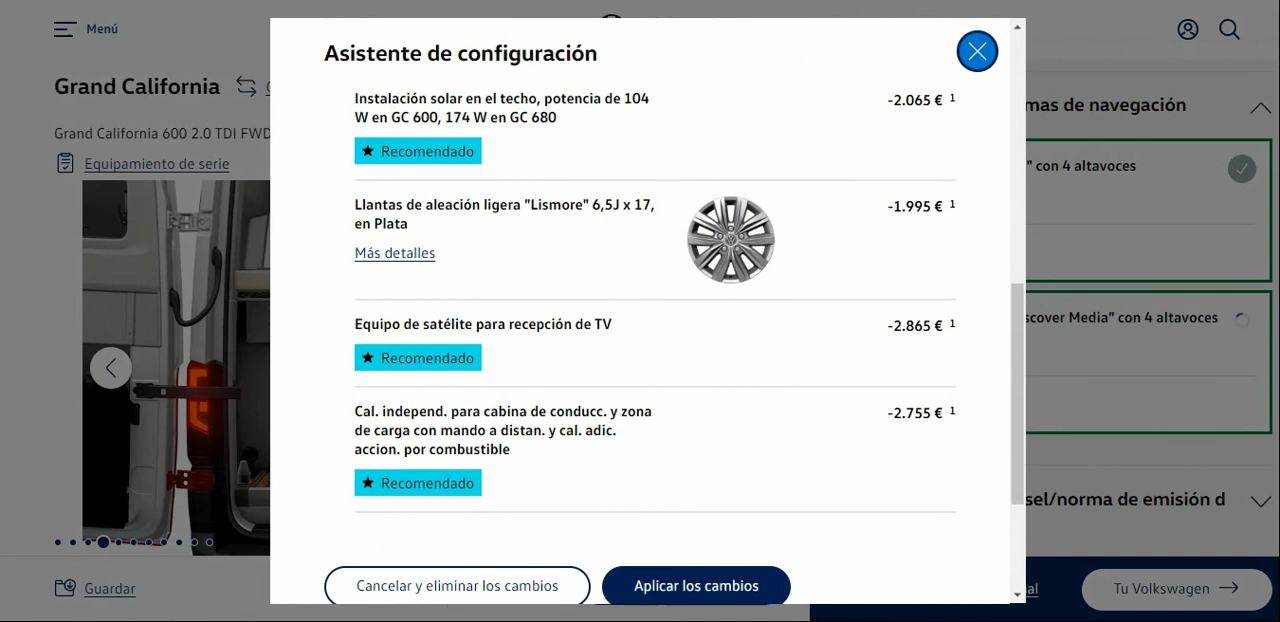 Menú
Asistente de configuración
Grand California
Grand California 600 2.0 TDI FWD
Equipamiento de serie
Instalación solar en el techo, potencia de 104
W en GC 600, 174 W en GC 680
-2.065 € 1
Recomendado
Llantas de aleación ligera "Lismore" 6,5J x 17,
en Plata
-1.995 € 1
Más detalles
Equipo de satélite para recepción de TV
-2.865 € 1
Recomendado
Cal. independ. para cabina de conducc. y zona
de carga con mando a distan. y cal. adic.
accion. por combustible
-2.755 € 1
Recomendado
Cancelar y eliminar los cambios
Aplicar los cambios
mas de navegación
" con 4 altavoces
scover Media" con 4 altavoces
sel/norma de emisión d
Guardar
al
Tu Volkswagen